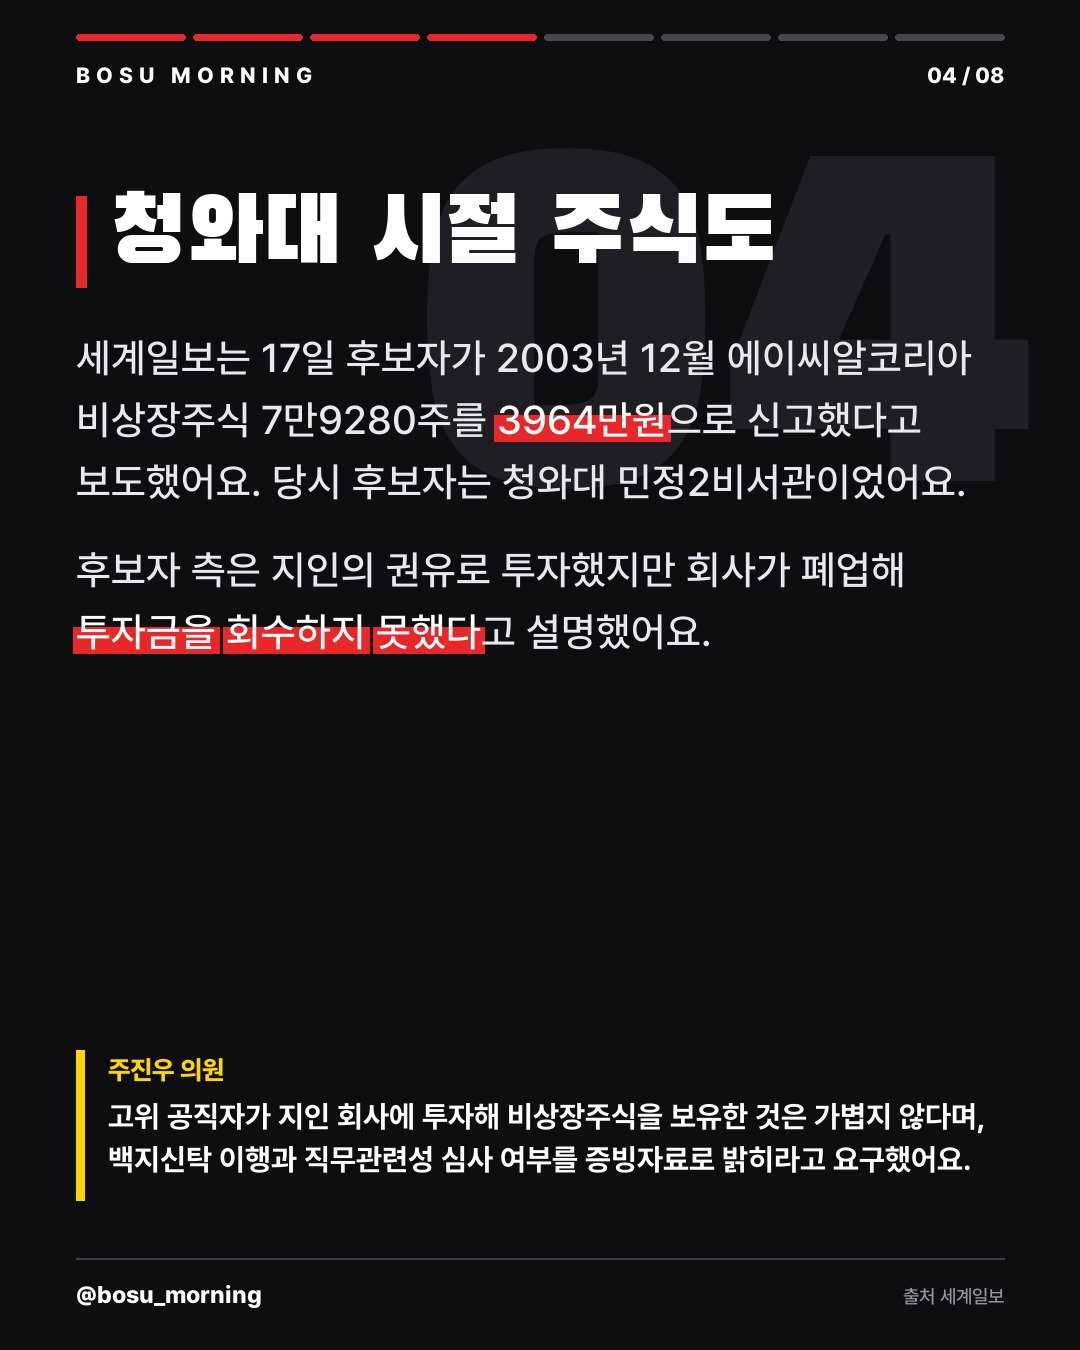 BOSU MORNING
04 / 08
04
청와대 시절 주식도
세계일보는 17일 후보자가 2003년 12월 에이씨알코리아
비상장주식 7만9280주를 3964만원으로 신고했다고
보도했어요. 당시 후보자는 청와대 민정2비서관이었어요.
후보자 측은 지인의 권유로 투자했지만 회사가 폐업해
투자금을 회수하지 못했다고 설명했어요.
주진우 의원
고위 공직자가 지인 회사에 투자해 비상장주식을 보유한 것은 가볍지 않다며,
백지신탁 이행과 직무관련성 심사 여부를 증빙자료로 밝히라고 요구했어요.
@bosu_morning
출처 세계일보